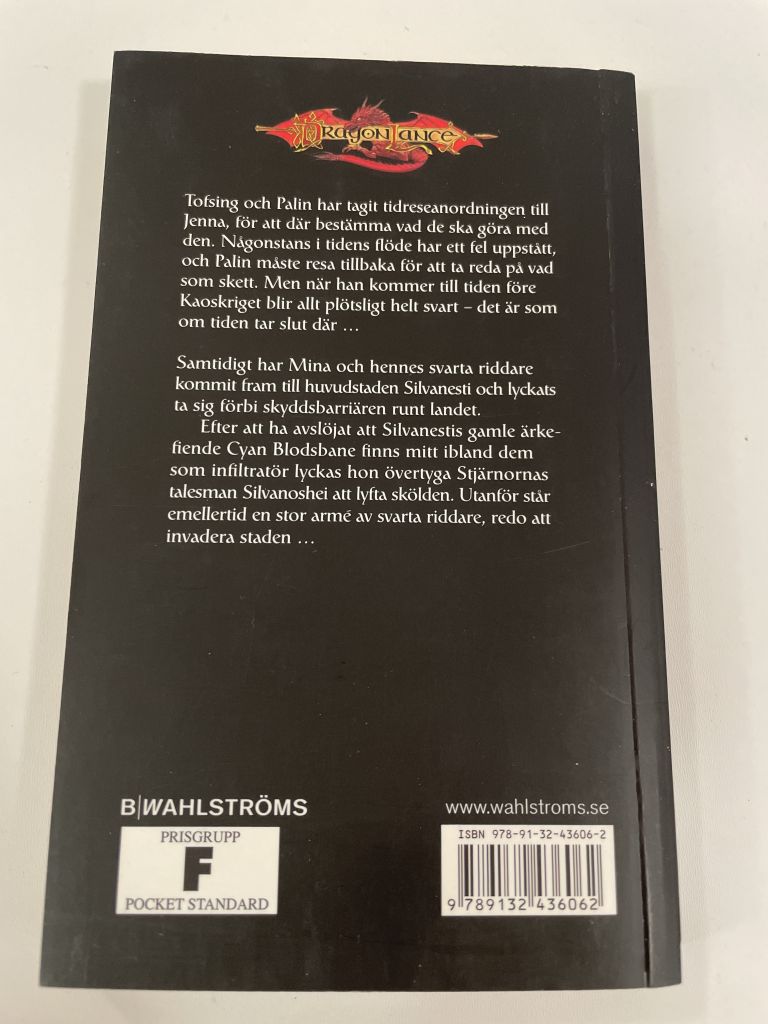 DragonLance
Tofsing och Palin har tagit tidreseanordningen till
Jenna, för att där bestämma vad de ska göra med
den. Någonstans i tidens flöde har ett fel uppstått,
och Palin måste resa tillbaka för att ta reda på vad
som skett. Men när han kommer till tiden före
Kaoskriget blir allt plötsligt helt svart – det är som
om tiden tar slut där …
Samtidigt har Mina och hennes svarta riddare
kommit fram till huvudstaden Silvanesti och lyckats
ta sig förbi skyddsbarriären runt landet.
Efter att ha avslöjat att Silvanestis gamle ärke-
fiende Cyan Blodsbane finns mitt ibland dem
som infiltratör lyckas hon övertyga Stjärnornas
talesman Silvanoshei att lyfta skölden. Utanför står
emellertid en stor armé av svarta riddare, redo att
invadera staden …
B|WAHLSTRÖMS
www.wahlstroms.se
PRISGRUPP
F
POCKET STANDARD
ISBN 978-91-32-43606-2
9 789132 436062